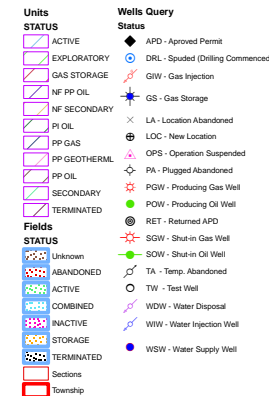 Units
STATUS
ACTIVE
EXPLORATORY
GAS STORAGE
NF PP OIL
NF SECONDARY
PI OIL
PP GAS
PP GEOTHERML
PP OIL
SECONDARY
TERMINATED
Fields
STATUS
Unknown
ABANDONED
ACTIVE
COMBINED
INACTIVE
STORAGE
TERMINATED
Sections
Township
Wells Query
Status
APD - Aproved Permit
DRL - Spuded (Drilling Commenced
GIW - Gas Injection
GS - Gas Storage
LA - Location Abandoned
LOC - New Location
OPS - Operation Suspended
PA - Plugged Abandoned
PGW - Producing Gas Well
POW - Producing Oil Well
RET - Returned APD
SGW - Shut-in Gas Well
SOW - Shut-in Oil Well
TA - Temp. Abandoned
TW - Test Well
WDW - Water Disposal
WIW - Water Injection Well
WSW - Water Supply Well